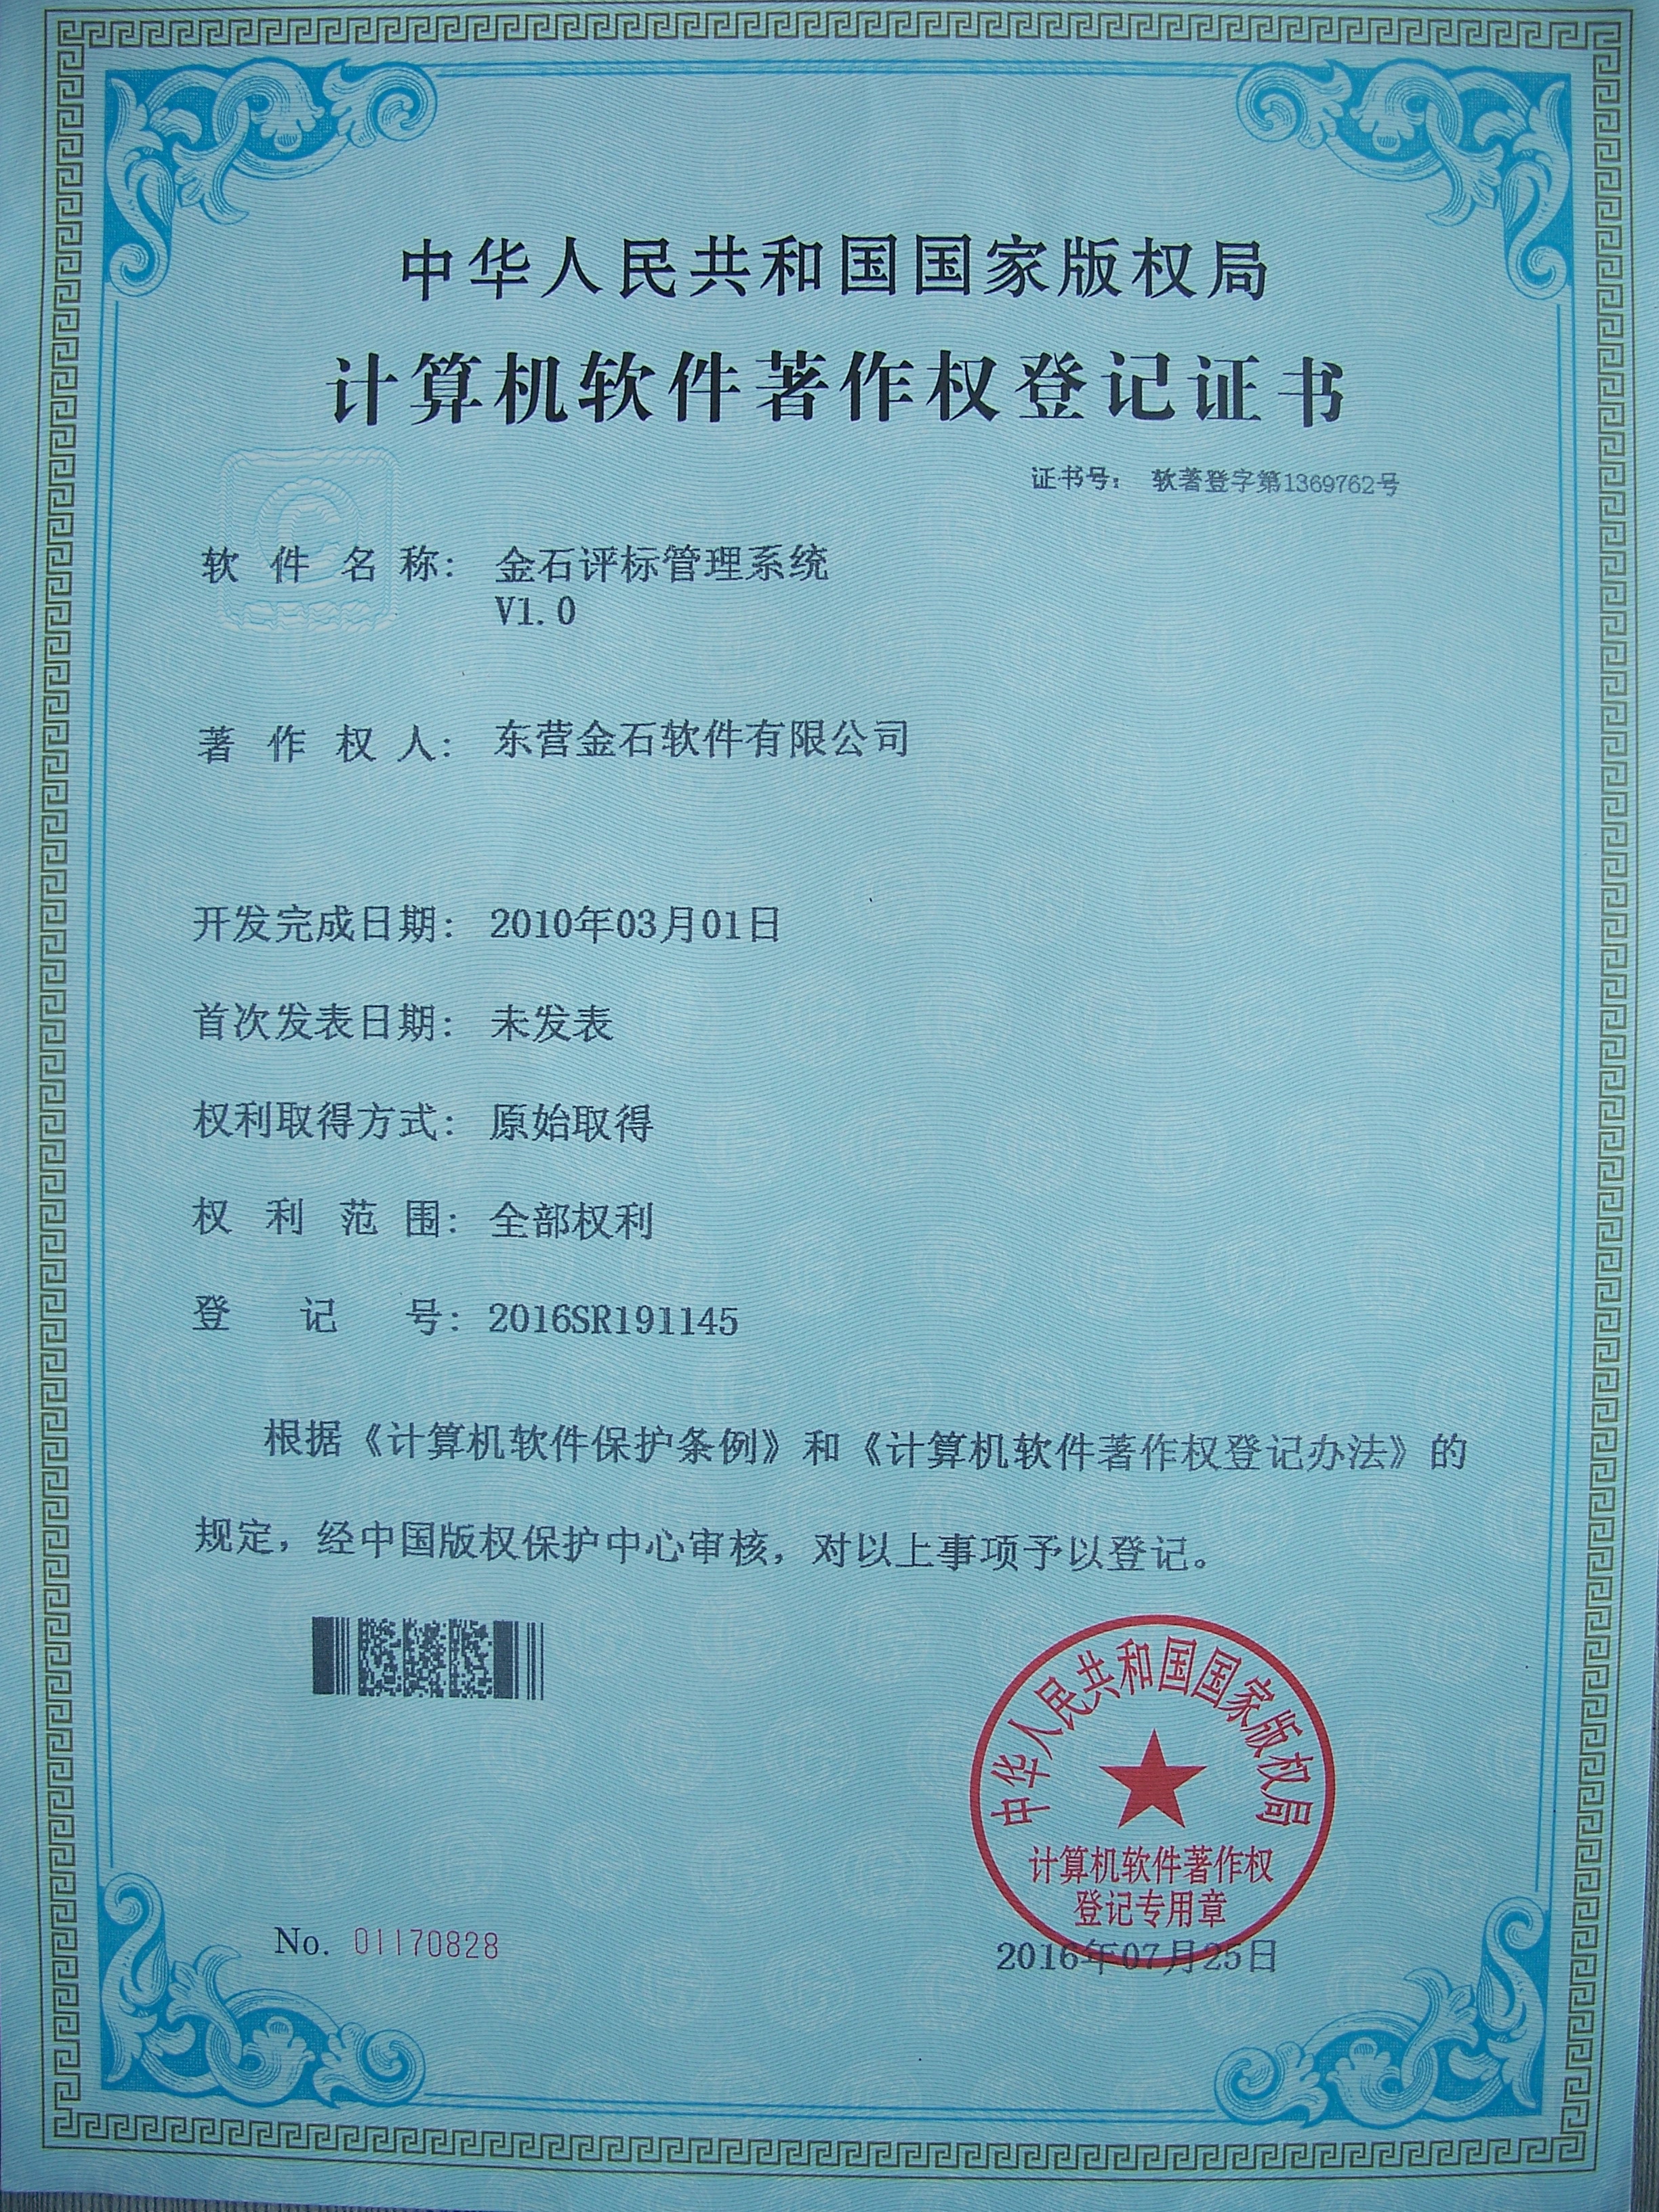 中华人民共和国国家版权局
计算机软件著作权登记证书
证书号： 软著登字第1369762号
软件名称： 金石评标管理系统
V1.0
著作权人： 东营金石软件有限公司
开发完成日期： 2010年03月01日
首次发表日期： 未发表
权利取得方式： 原始取得
权利范围： 全部权利
登记号： 2016SR191145
根据《计算机软件保护条例》和《计算机软件著作权登记办法》的
规定，经中国版权保护中心审核，对以上事项予以登记。
中华人民共和国国家版权局
计算机软件著作权
登记专用章
No. 01170828
2016年07月25日